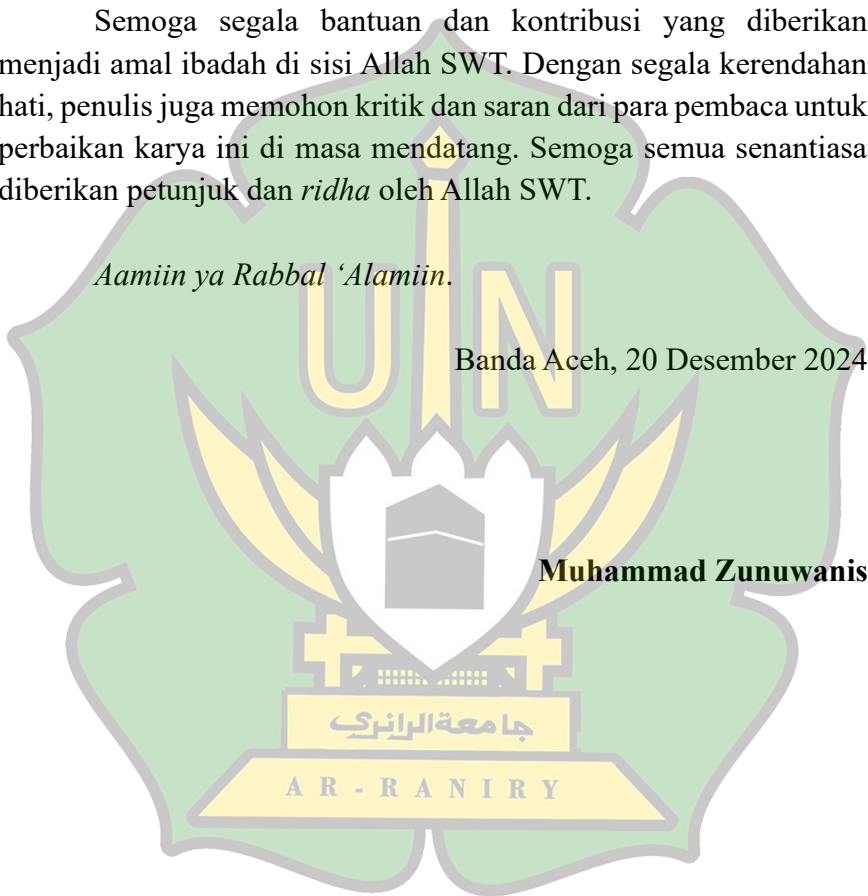 Semoga segala bantuan dan kontribusi yang diberikan
menjadi amal ibadah di sisi Allah SWT. Dengan segala kerendahan
hati, penulis juga memohon kritik dan saran dari para pembaca untuk
perbaikan karya ini di masa mendatang. Semoga semua senantiasa
diberikan petunjuk dan ridha oleh Allah SWT.
Aamiin ya Rabbal ‘Alamiin.
UIN
Banda Aceh, 20 Desember 2024
Muhammad Zunuwanis
جامعة الرانري
AR-RANIRY